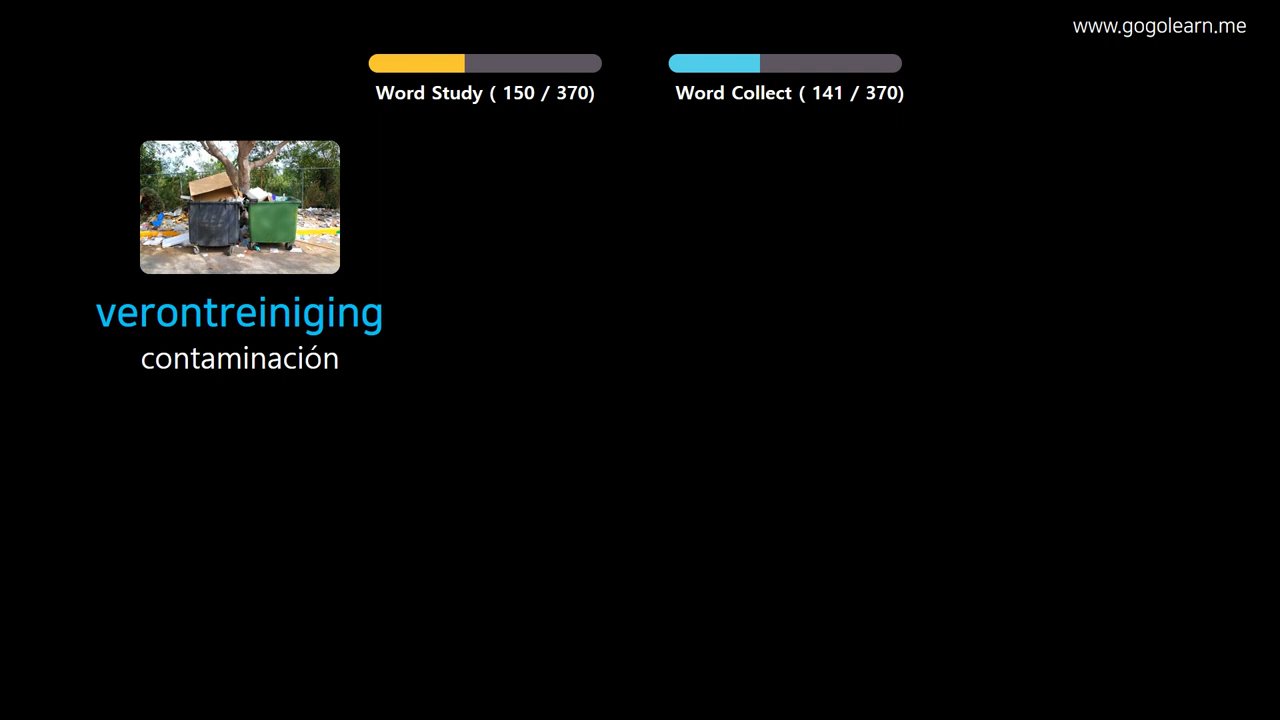 www.gogolearn.me
Word Study ( 150 / 370)
Word Collect ( 141 / 370)
verontreiniging
contaminación